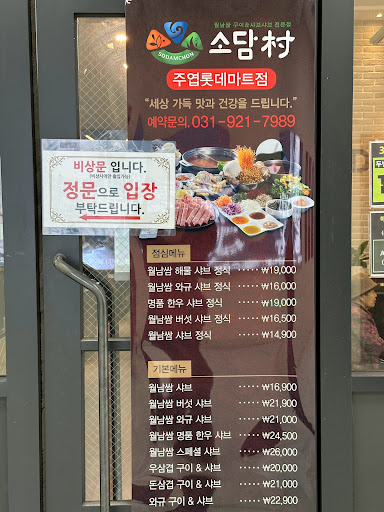 월남쌈 구이&샤브샤브 전문점
소담村
SODAMCHON
주엽롯데마트점
"세상 가득 맛과 건강을 드립니다."
예약문의. 031-921-7989
비상문 입니다.
(비상시에만 출입가능)
정문으로 입장
부탁드립니다.
점심메뉴
월남쌈 해물 샤브 정식 ····· ₩19,000
월남쌈 와규 샤브 정식 ····· ₩16,000
명품 한우 샤브 정식 ····· ₩19,000
월남쌈 버섯 샤브 정식 ····· ₩16,500
월남쌈 샤브 정식 ····· ₩14,900
기본메뉴
월남쌈 샤브 ····· ₩16,900
월남쌈 버섯 샤브 ····· ₩21,900
월남쌈 와규 샤브 ····· ₩21,000
월남쌈 명품 한우 샤브 ····· ₩24,500
월남쌈 스페셜 샤브 ····· ₩26,000
우삼겹 구이 & 샤브 ····· ₩20,000
돈삼겹 구이 & 샤브 ····· ₩21,000
와규 구이 & 샤브 ····· ₩22,900